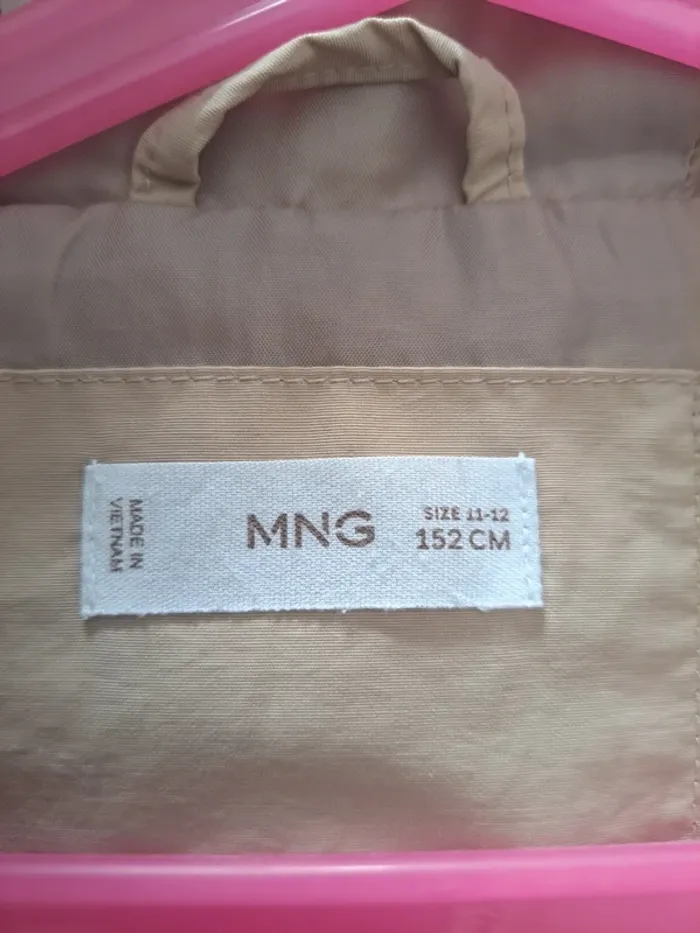 MADE IN
VIETNAM
MNG
SIZE 11-12
152 CM